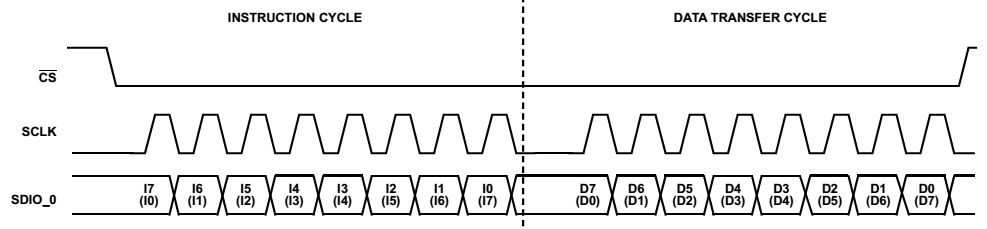 INSTRUCTION CYCLE DATA TRANSFER CYCLE
CS
SCLK
SDIO_0 I7 I6 I5 I4 I3 I2 I1 I0 D7 D6 D5 D4 D3 D2 D1 D0
(I0) (I1) (I2) (I3) (I4) (I5) (I6) (I7) (D0) (D1) (D2) (D3) (D4) (D5) (D6) (D7)